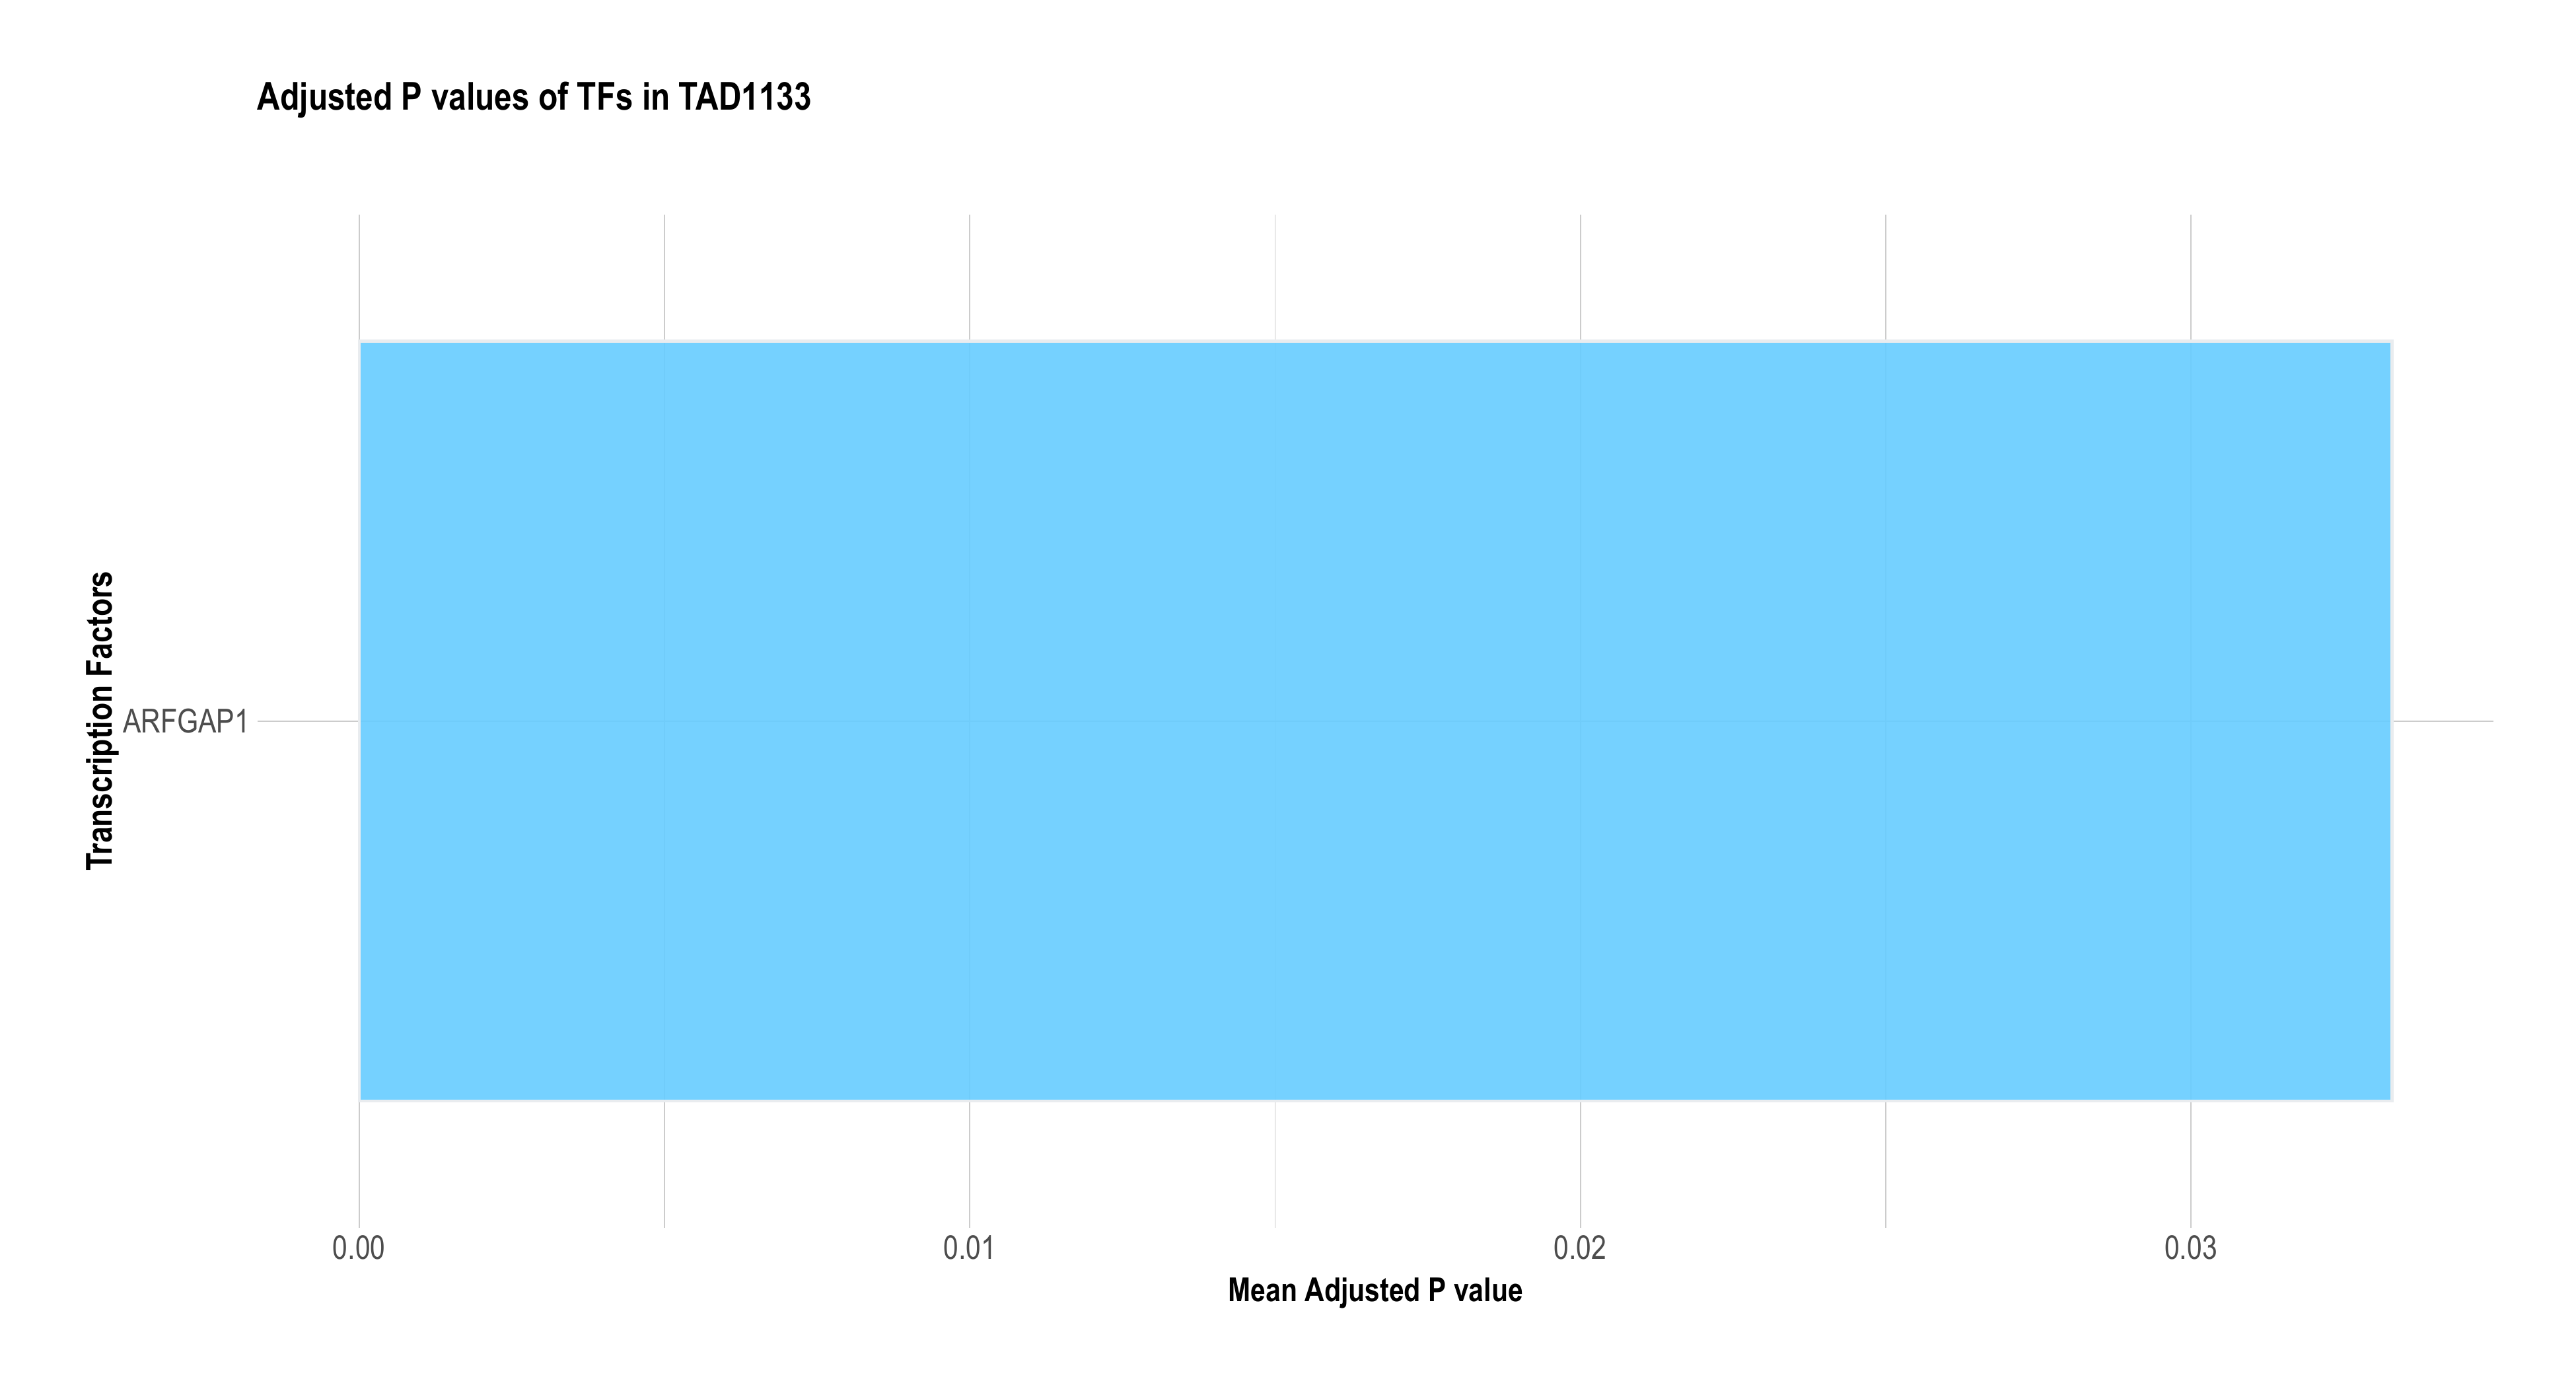 Adjusted P values of TFs in TAD1133
Transcription Factors
ARFGAP1
0.00
0.01
0.02
0.03
Mean Adjusted P value